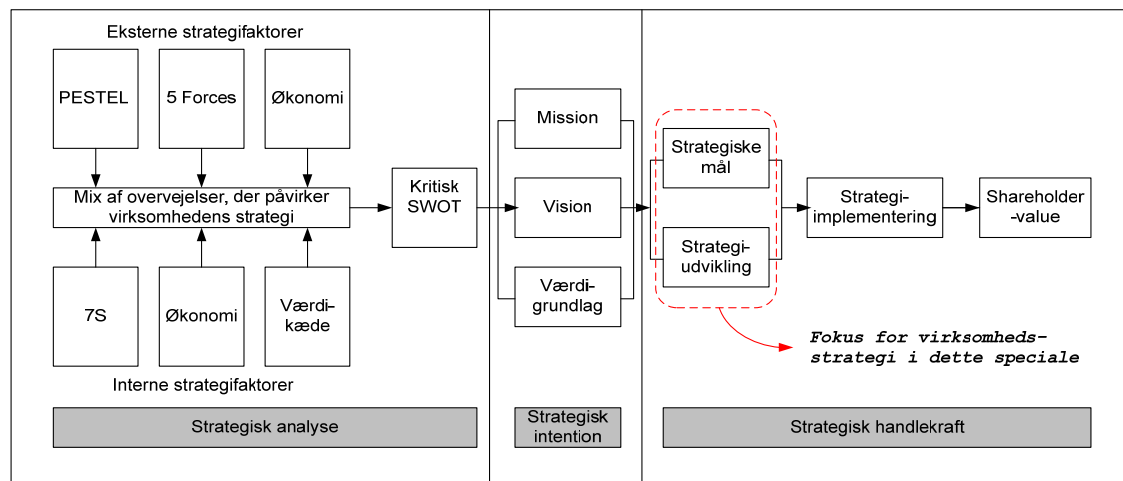 Eksterne strategifaktorer
PESTEL
5 Forces
Økonomi
Mix af overvejelser, der påvirker
virksomhedens strategi
7S
Økonomi
Værdi-
kæde
Interne strategifaktorer
Kritisk
SWOT
Strategisk analyse
Mission
Vision
Værdi-
grundlag
Strategisk
intention
Strategiske
mål
Strategi-
udvikling
Strategi-
implementering
Shareholder
-value
Fokus for virksomheds-
strategi i dette speciale
Strategisk handlekraft